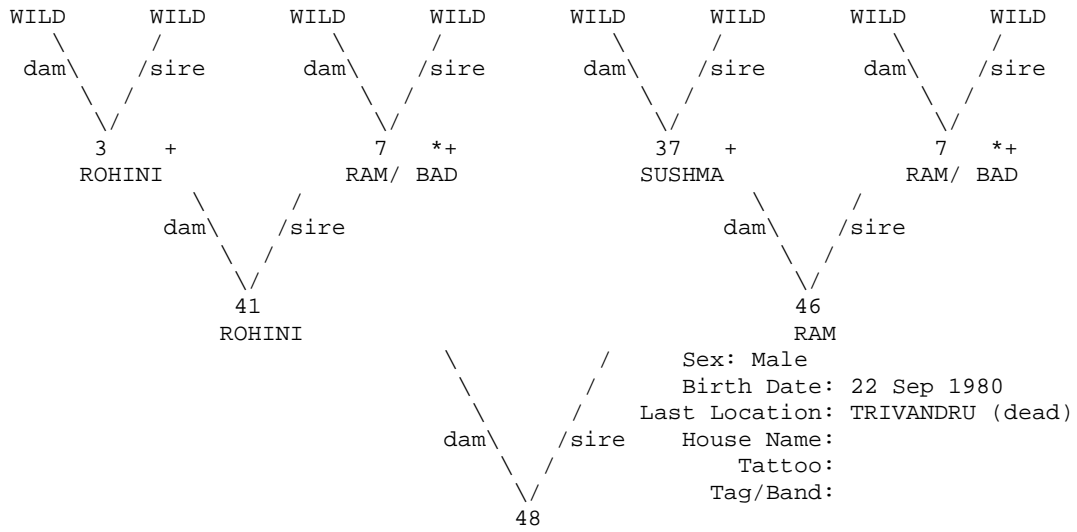 WILD WILD WILD WILD WILD WILD WILD WILD
dam\ /sire dam\ /sire dam\ /sire dam\ /sire
3 + 7 *+ 37 + 7 *+
ROHINI RAM/ BAD SUSHMA RAM/ BAD
dam\ /sire dam\ /sire
41 46
ROHINI RAM
Sex: Male
Birth Date: 22 Sep 1980
Last Location: TRIVANDRU (dead)
dam\ /sire House Name:
Tattoo:
Tag/Band:
48